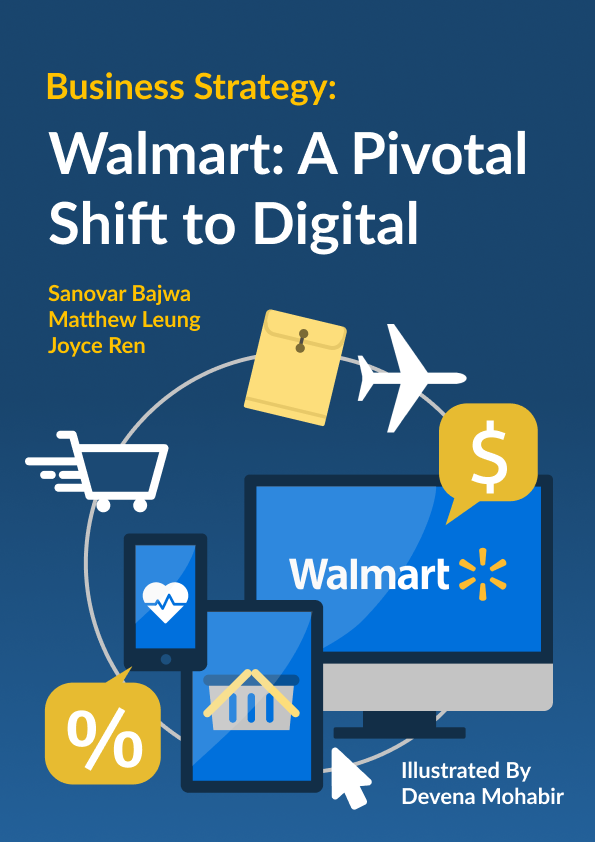 Business Strategy:
Walmart: A Pivotal
Shift to Digital
Sanovar Bajwa
Matthew Leung
Joyce Ren
$
Walmart
%
Illustrated By
Devena Mohabir